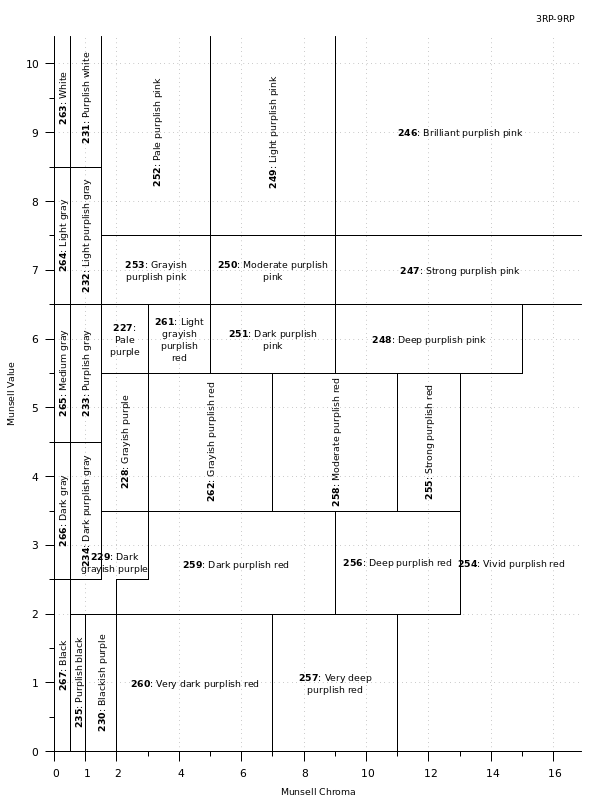 3RP-9RP
10
9
8
7
6
5
4
3
2
1
0
Munsell Value
263: White
231: Purplish white
252: Pale purplish pink
249: Light purplish pink
246: Brilliant purplish pink
264: Light gray
232: Light purplish gray
253: Grayish
purplish pink
250: Moderate purplish
pink
247: Strong purplish pink
265: Medium gray
233: Purplish gray
227:
Pale
purple
261: Light
grayish
purplish
red
251: Dark purplish
pink
248: Deep purplish pink
228: Grayish purple
262: Grayish purplish red
258: Moderate purplish red
255: Strong purplish red
266: Dark gray
234: Dark purplish gray
229: Dark
grayish purple
259: Dark purplish red
256: Deep purplish red
254: Vivid purplish red
267: Black
235: Purplish black
230: Blackish purple
260: Very dark purplish red
257: Very deep
purplish red
0 1 2 4 6 8 10 12 14 16
Munsell Chroma